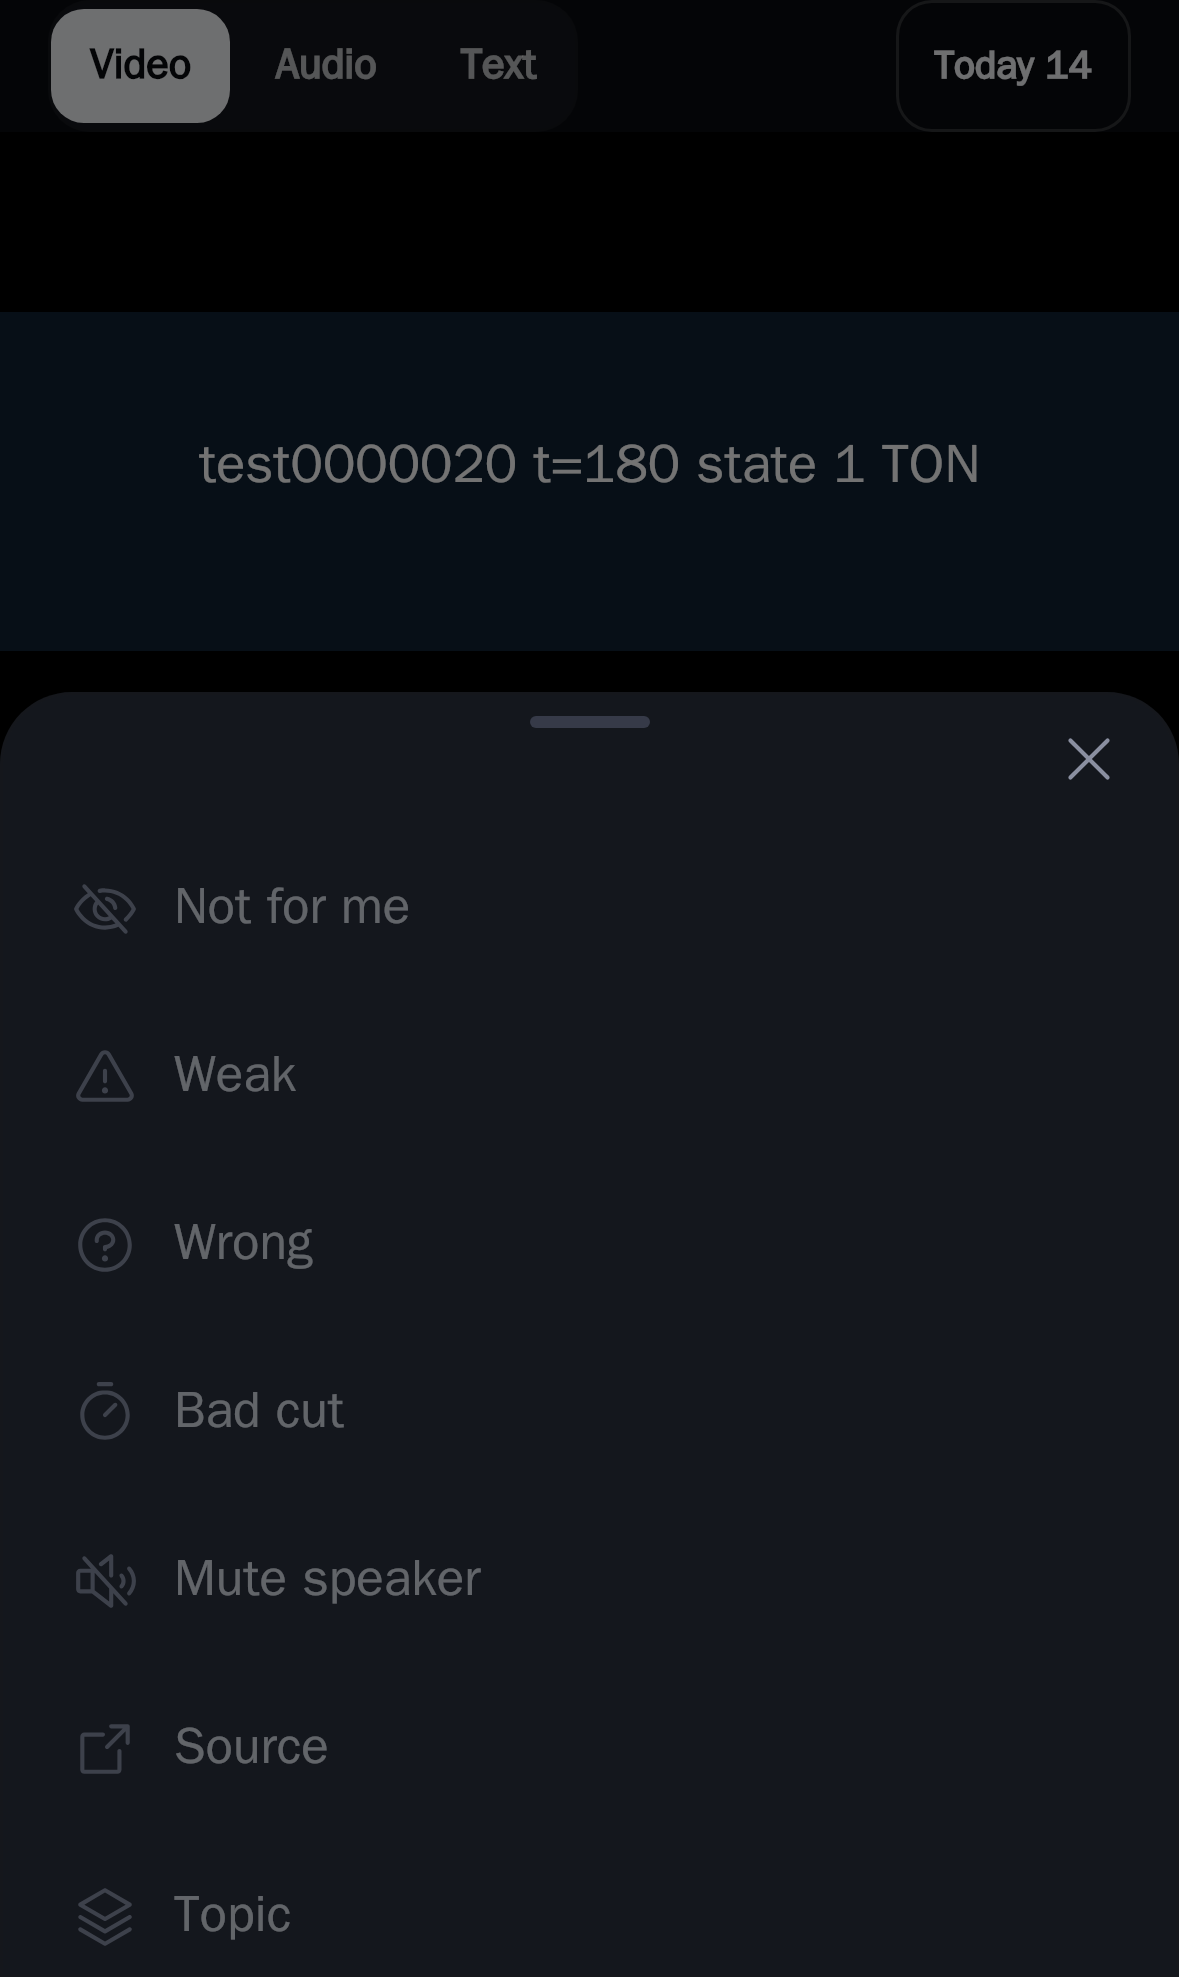 Video Audio Text Today 14
test0000020 t=180 state 1 TON
Not for me
Weak
Wrong
Bad cut
Mute speaker
Source
Topic